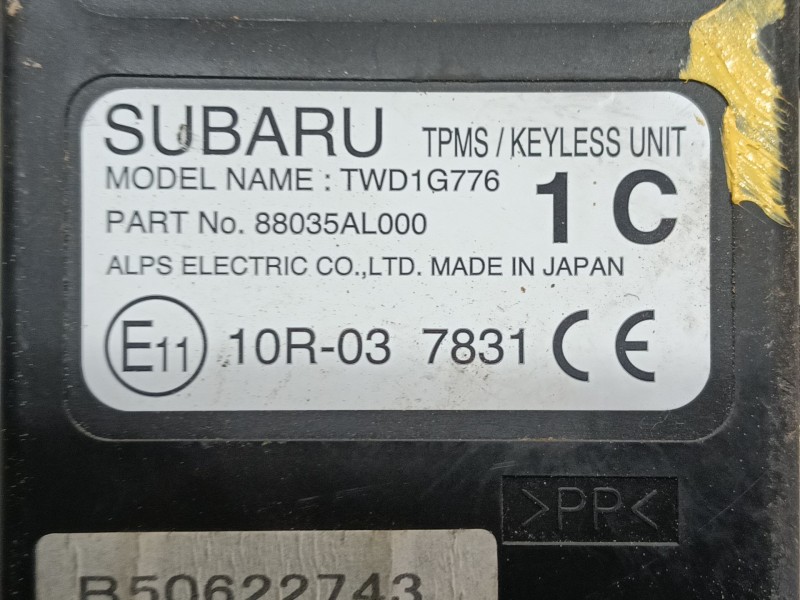 SUBARU TPMS / KEYLESS UNIT
MODEL NAME : TWD1G776
PART No. 88035AL000 1 C
ALPS ELECTRIC CO.,LTD. MADE IN JAPAN
E11 10R-03 7831 CE
>PP<
B50622743